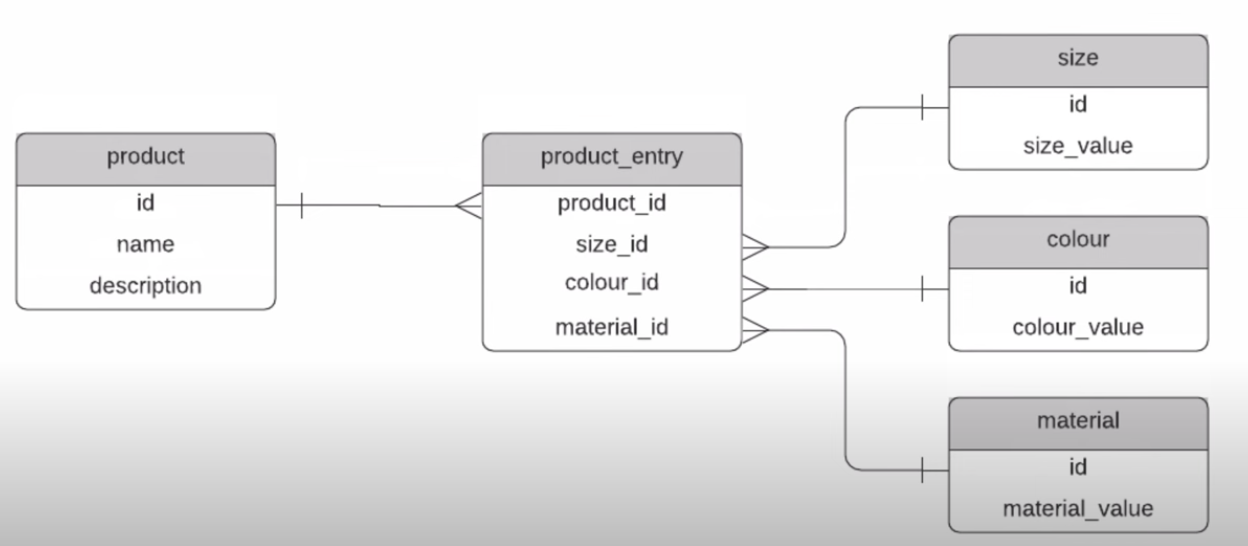 product
id
name
description
product_entry
product_id
size_id
colour_id
material_id
size
id
size_value
colour
id
colour_value
material
id
material_value